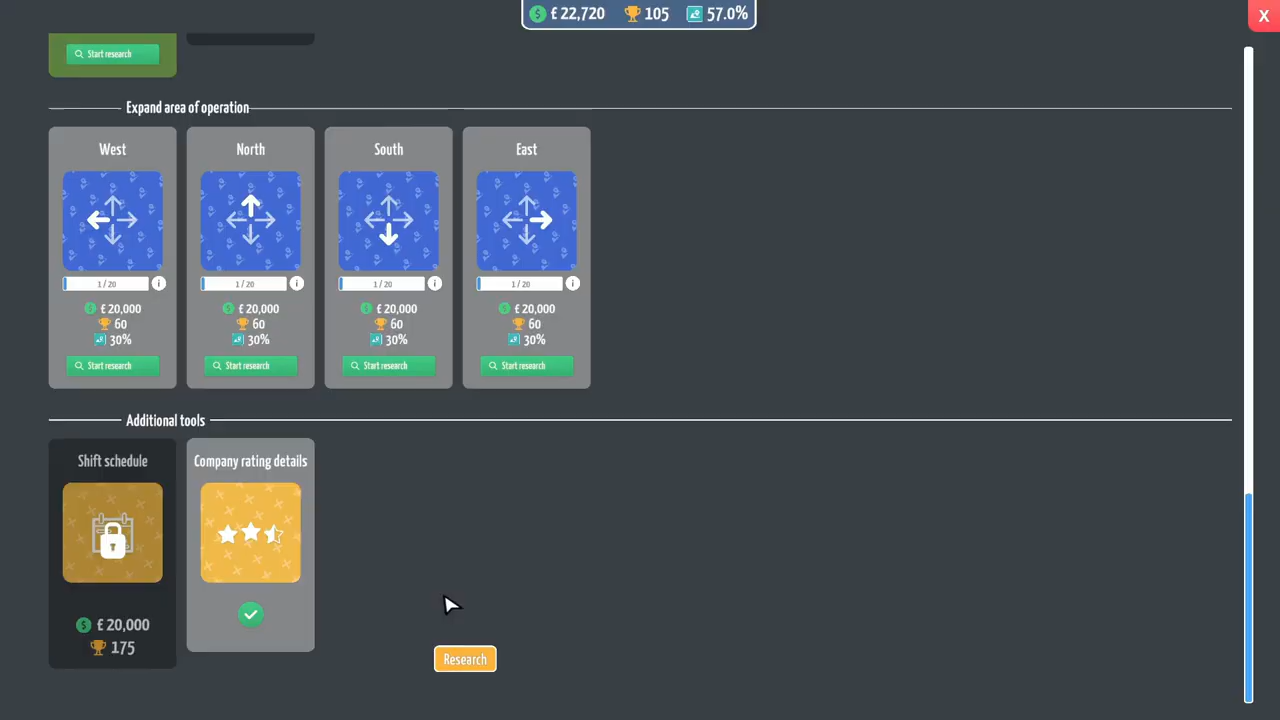 £ 22,720 105 57.0%
X
Start research
Expand area of operation
West North South East
1 / 20 i 1 / 20 i 1 / 20 i 1 / 20 i
$ £ 20,000 $ £ 20,000 $ £ 20,000 $ £ 20,000
60 60 60 60
30% 30% 30% 30%
Start research Start research Start research Start research
Additional tools
Shift schedule Company rating details
$ £ 20,000
175
Research